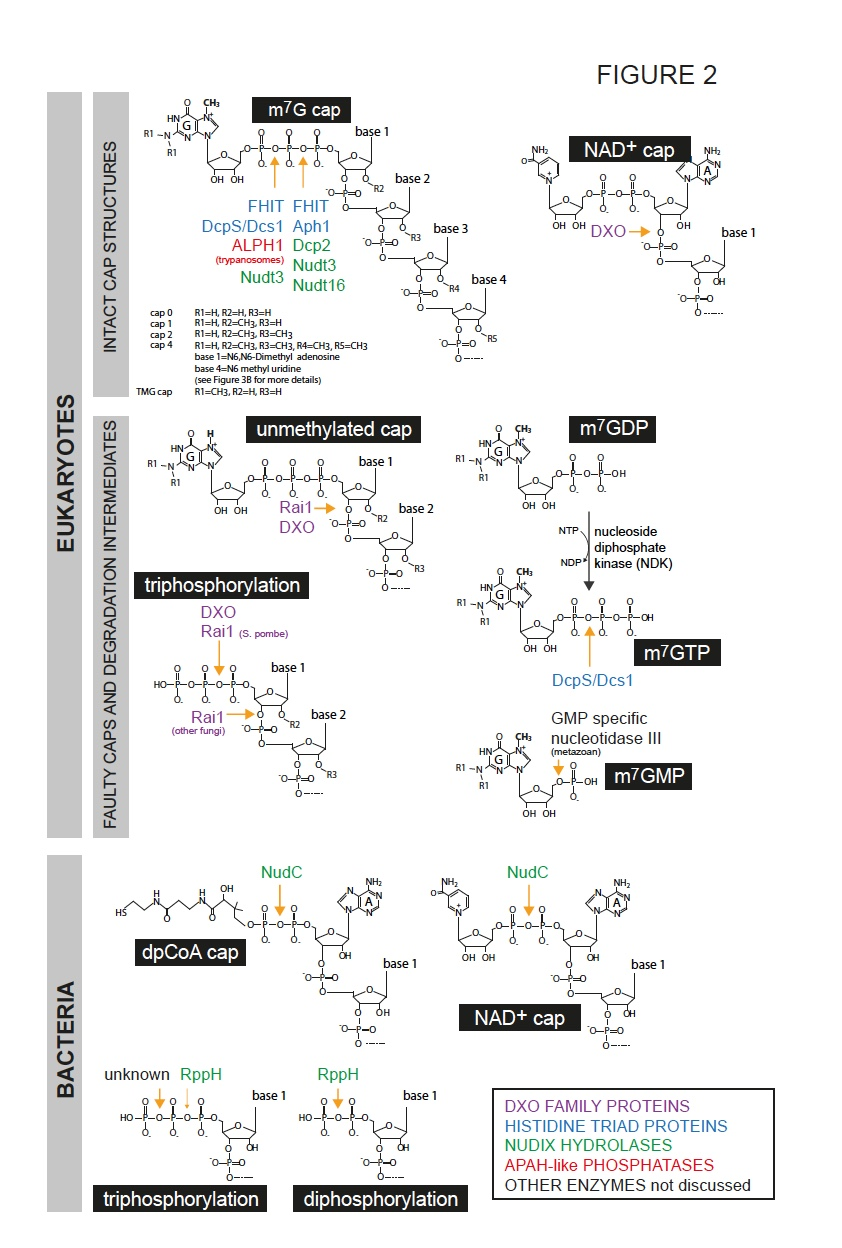 FIGURE 2
EUKARYOTES
INTACT CAP STRUCTURES
m7G cap
base 1
base 2
base 3
base 4
FHIT
DcpS/Dcs1
ALPH1
(trypanosomes)
Nudt3
FHIT
Aph1
Dcp2
Nudt3
Nudt16
cap 0 R1=H, R2=H, R3=H
cap 1 R1=H, R2=CH3, R3=H
cap 2 R1=H, R2=CH3, R3=CH3
cap 4 R1=H, R2=CH3, R3=CH3, R4=CH3, R5=CH3
base 1=N6,N6-Dimethyl adenosine
base 4=N6 methyl uridine
(see Figure 3B for more details)
TMG cap R1=CH3, R2=H, R3=H
NAD+ cap
DXO
base 1
FAULTY CAPS AND DEGRADATION INTERMEDIATES
unmethylated cap
base 1
Rai1
DXO
base 2
triphosphorylation
DXO
Rai1 (S. pombe)
base 1
Rai1
(other fungi)
base 2
m7GDP
NTP
NDP
nucleoside
diphosphate
kinase (NDK)
m7GTP
DcpS/Dcs1
GMP specific
nucleotidase III
(metazoan)
m7GMP
BACTERIA
NudC
dpCoA cap
base 1
NudC
NAD+ cap
base 1
unknown RppH
base 1
triphosphorylation
RppH
base 1
diphosphorylation
DXO FAMILY PROTEINS
HISTIDINE TRIAD PROTEINS
NUDIX HYDROLASES
APAH-like PHOSPHATASES
OTHER ENZYMES not discussed